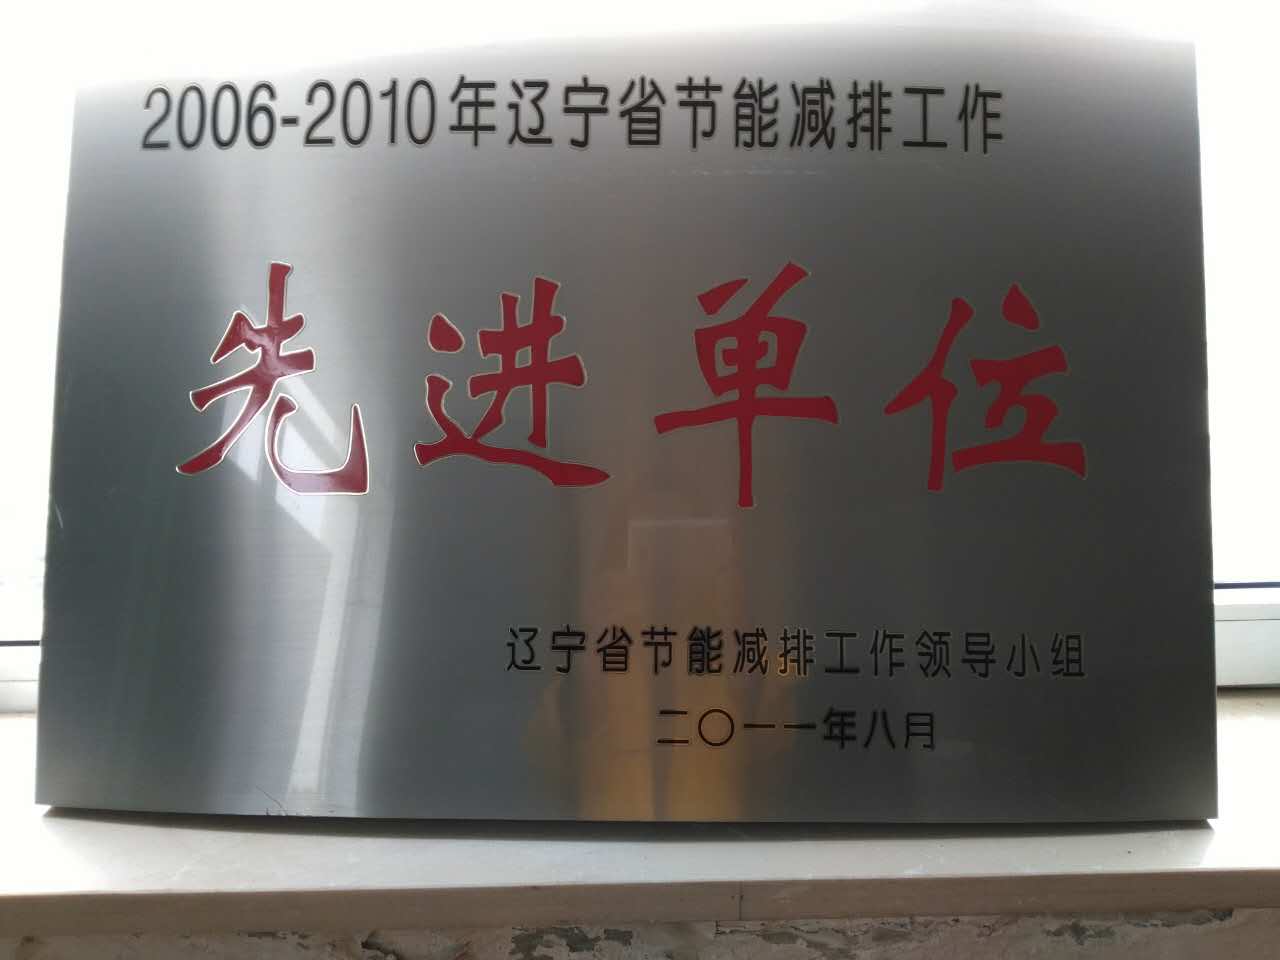 2006-2010年辽宁省节能减排工作
先进单位
辽宁省节能减排工作领导小组
二〇一一年八月